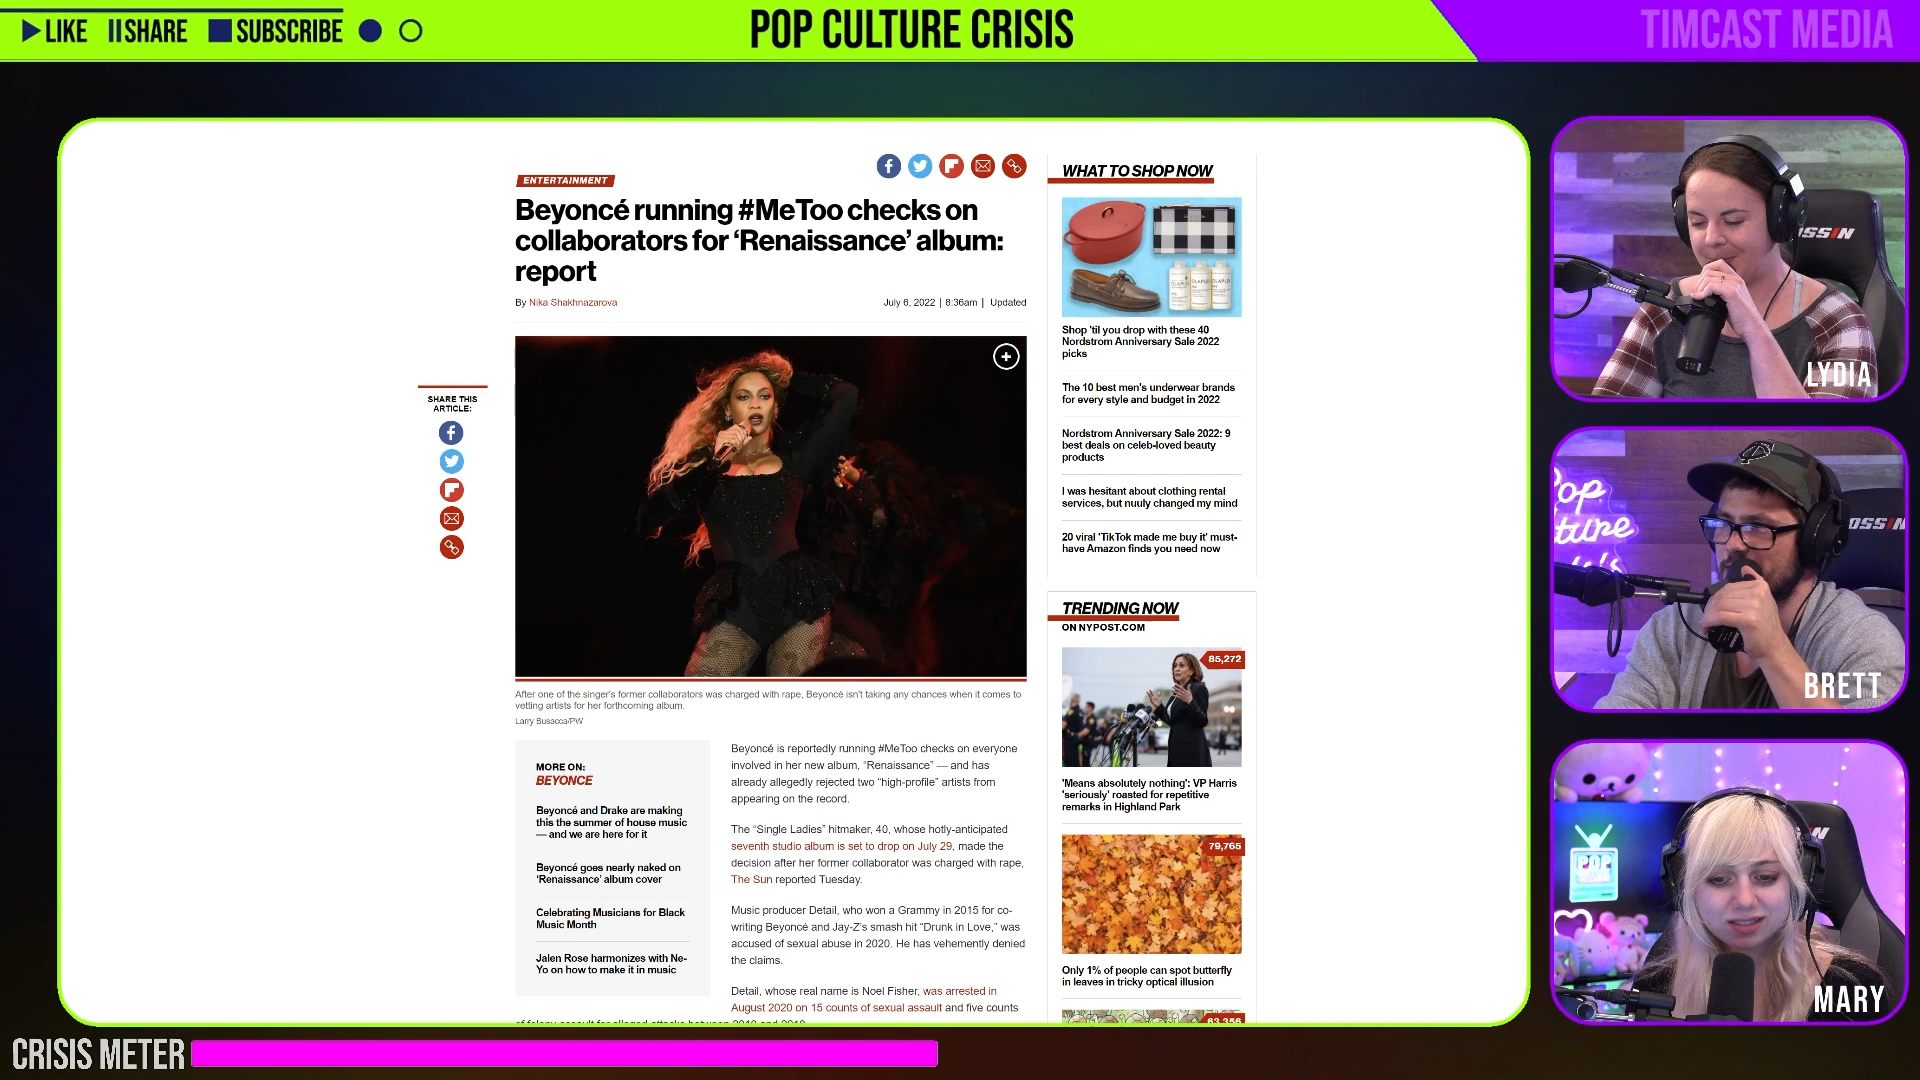 LIKE SHARE SUBSCRIBE
POP CULTURE CRISIS
TIMCAST MEDIA
ENTERTAINMENT
Beyoncé running #MeToo checks on
collaborators for ‘Renaissance’ album:
report
By Nika Shakhnazarova
July 6, 2022 | 8:36am | Updated
SHARE THIS
ARTICLE:
After one of the singer's former collaborators was charged with rape, Beyoncé isn't taking any chances when it comes to
vetting artists for her forthcoming album.
Larry Busacca/PW
MORE ON:
BEYONCE
Beyoncé and Drake are making
this the summer of house music
— and we are here for it
Beyoncé goes nearly naked on
‘Renaissance’ album cover
Celebrating Musicians for Black
Music Month
Jalen Rose harmonizes with Ne-
Yo on how to make it in music
Beyoncé is reportedly running #MeToo checks on everyone
involved in her new album, “Renaissance” — and has
already allegedly rejected two “high-profile” artists from
appearing on the record.
The “Single Ladies” hitmaker, 40, whose hotly-anticipated
seventh studio album is set to drop on July 29, made the
decision after her former collaborator was charged with rape,
The Sun reported Tuesday.
Music producer Detail, who won a Grammy in 2015 for co-
writing Beyoncé and Jay-Z’s smash hit “Drunk in Love,” was
accused of sexual abuse in 2020. He has vehemently denied
the claims.
Detail, whose real name is Noel Fisher, was arrested in
August 2020 on 15 counts of sexual assault and five counts
WHAT TO SHOP NOW
Shop 'til you drop with these 40
Nordstrom Anniversary Sale 2022
picks
The 10 best men's underwear brands
for every style and budget in 2022
Nordstrom Anniversary Sale 2022: 9
best deals on celeb-loved beauty
products
I was hesitant about clothing rental
services, but nuuly changed my mind
20 viral 'TikTok made me buy it' must-
have Amazon finds you need now
TRENDING NOW
ON NYPOST.COM
85,272
'Means absolutely nothing': VP Harris
'seriously' roasted for repetitive
remarks in Highland Park
79,765
Only 1% of people can spot butterfly
in leaves in tricky optical illusion
63,356
LYDIA
BRETT
MARY
POP
CRISIS METER